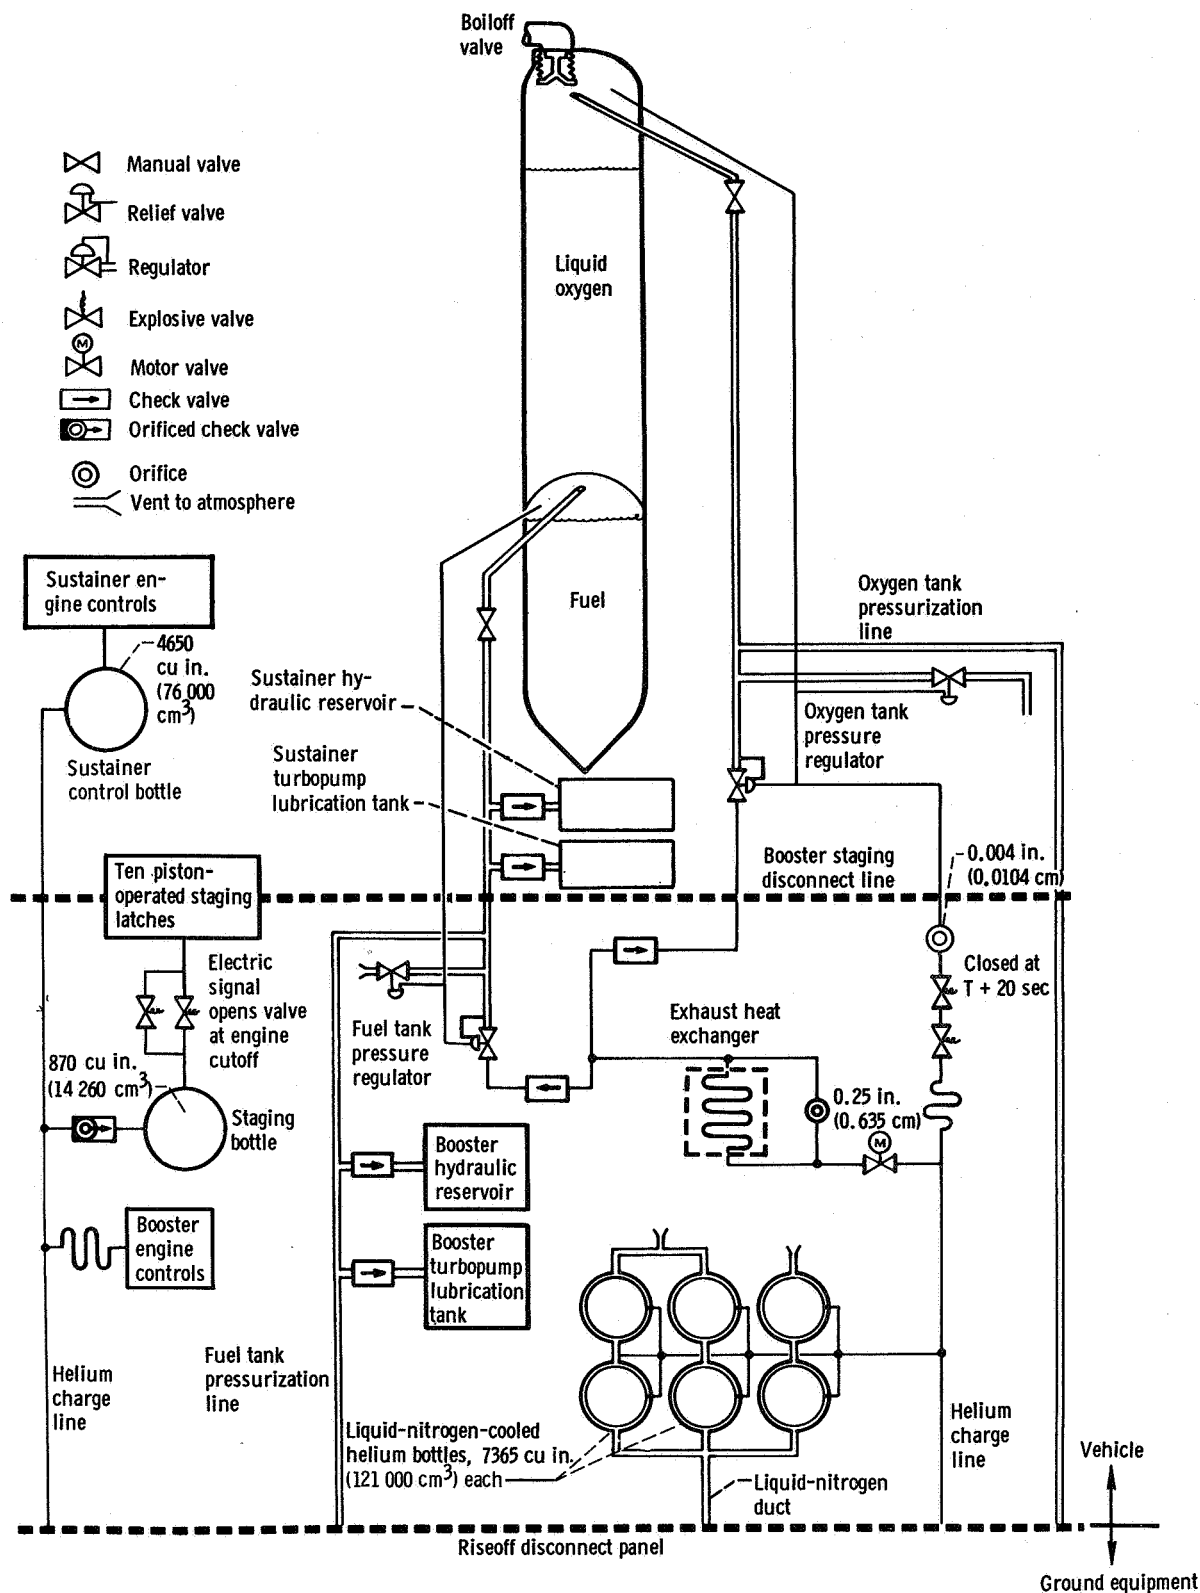 Boiloff
valve
Manual valve
Relief valve
Regulator
Explosive valve
M
Motor valve
Check valve
Orificed check valve
Orifice
Vent to atmosphere
Liquid
oxygen
Fuel
Sustainer en-
gine controls
4650
cu in.
(76 000
cm³)
Sustainer
control bottle
Sustainer hy-
draulic reservoir
Sustainer
turbopump
lubrication tank
Oxygen tank
pressurization
line
Oxygen tank
pressure
regulator
Booster staging
disconnect line
0.004 in.
(0.0104 cm)
Ten piston-
operated staging
latches
Electric
signal
opens valve
at engine
cutoff
870 cu in.
(14 260 cm³)
Staging
bottle
Fuel tank
pressure
regulator
Exhaust heat
exchanger
Closed at
T + 20 sec
0.25 in.
(0.635 cm)
M
Booster
hydraulic
reservoir
Booster
engine
controls
Booster
turbopump
lubrication
tank
Helium
charge
line
Fuel tank
pressurization
line
Liquid-nitrogen-cooled
helium bottles, 7365 cu in.
(121 000 cm³) each
Liquid-nitrogen
duct
Helium
charge
line
Vehicle
Riseoff disconnect panel
Ground equipment